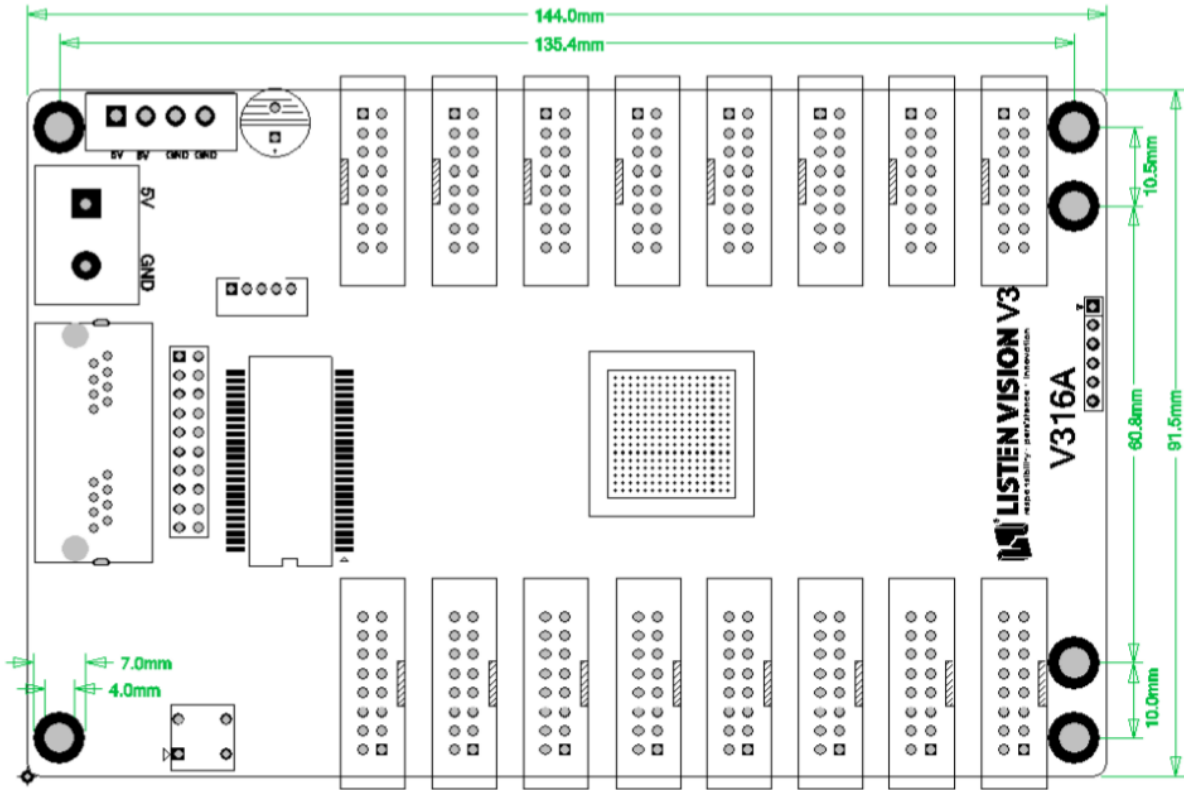 144.0mm
135.4mm
5V 5V GND GND
5V
GND
10.5mm
60.8mm
91.5mm
LISTEN VISION V3
responsibility · persistence · innovation
V316A
7.0mm
4.0mm
10.0mm